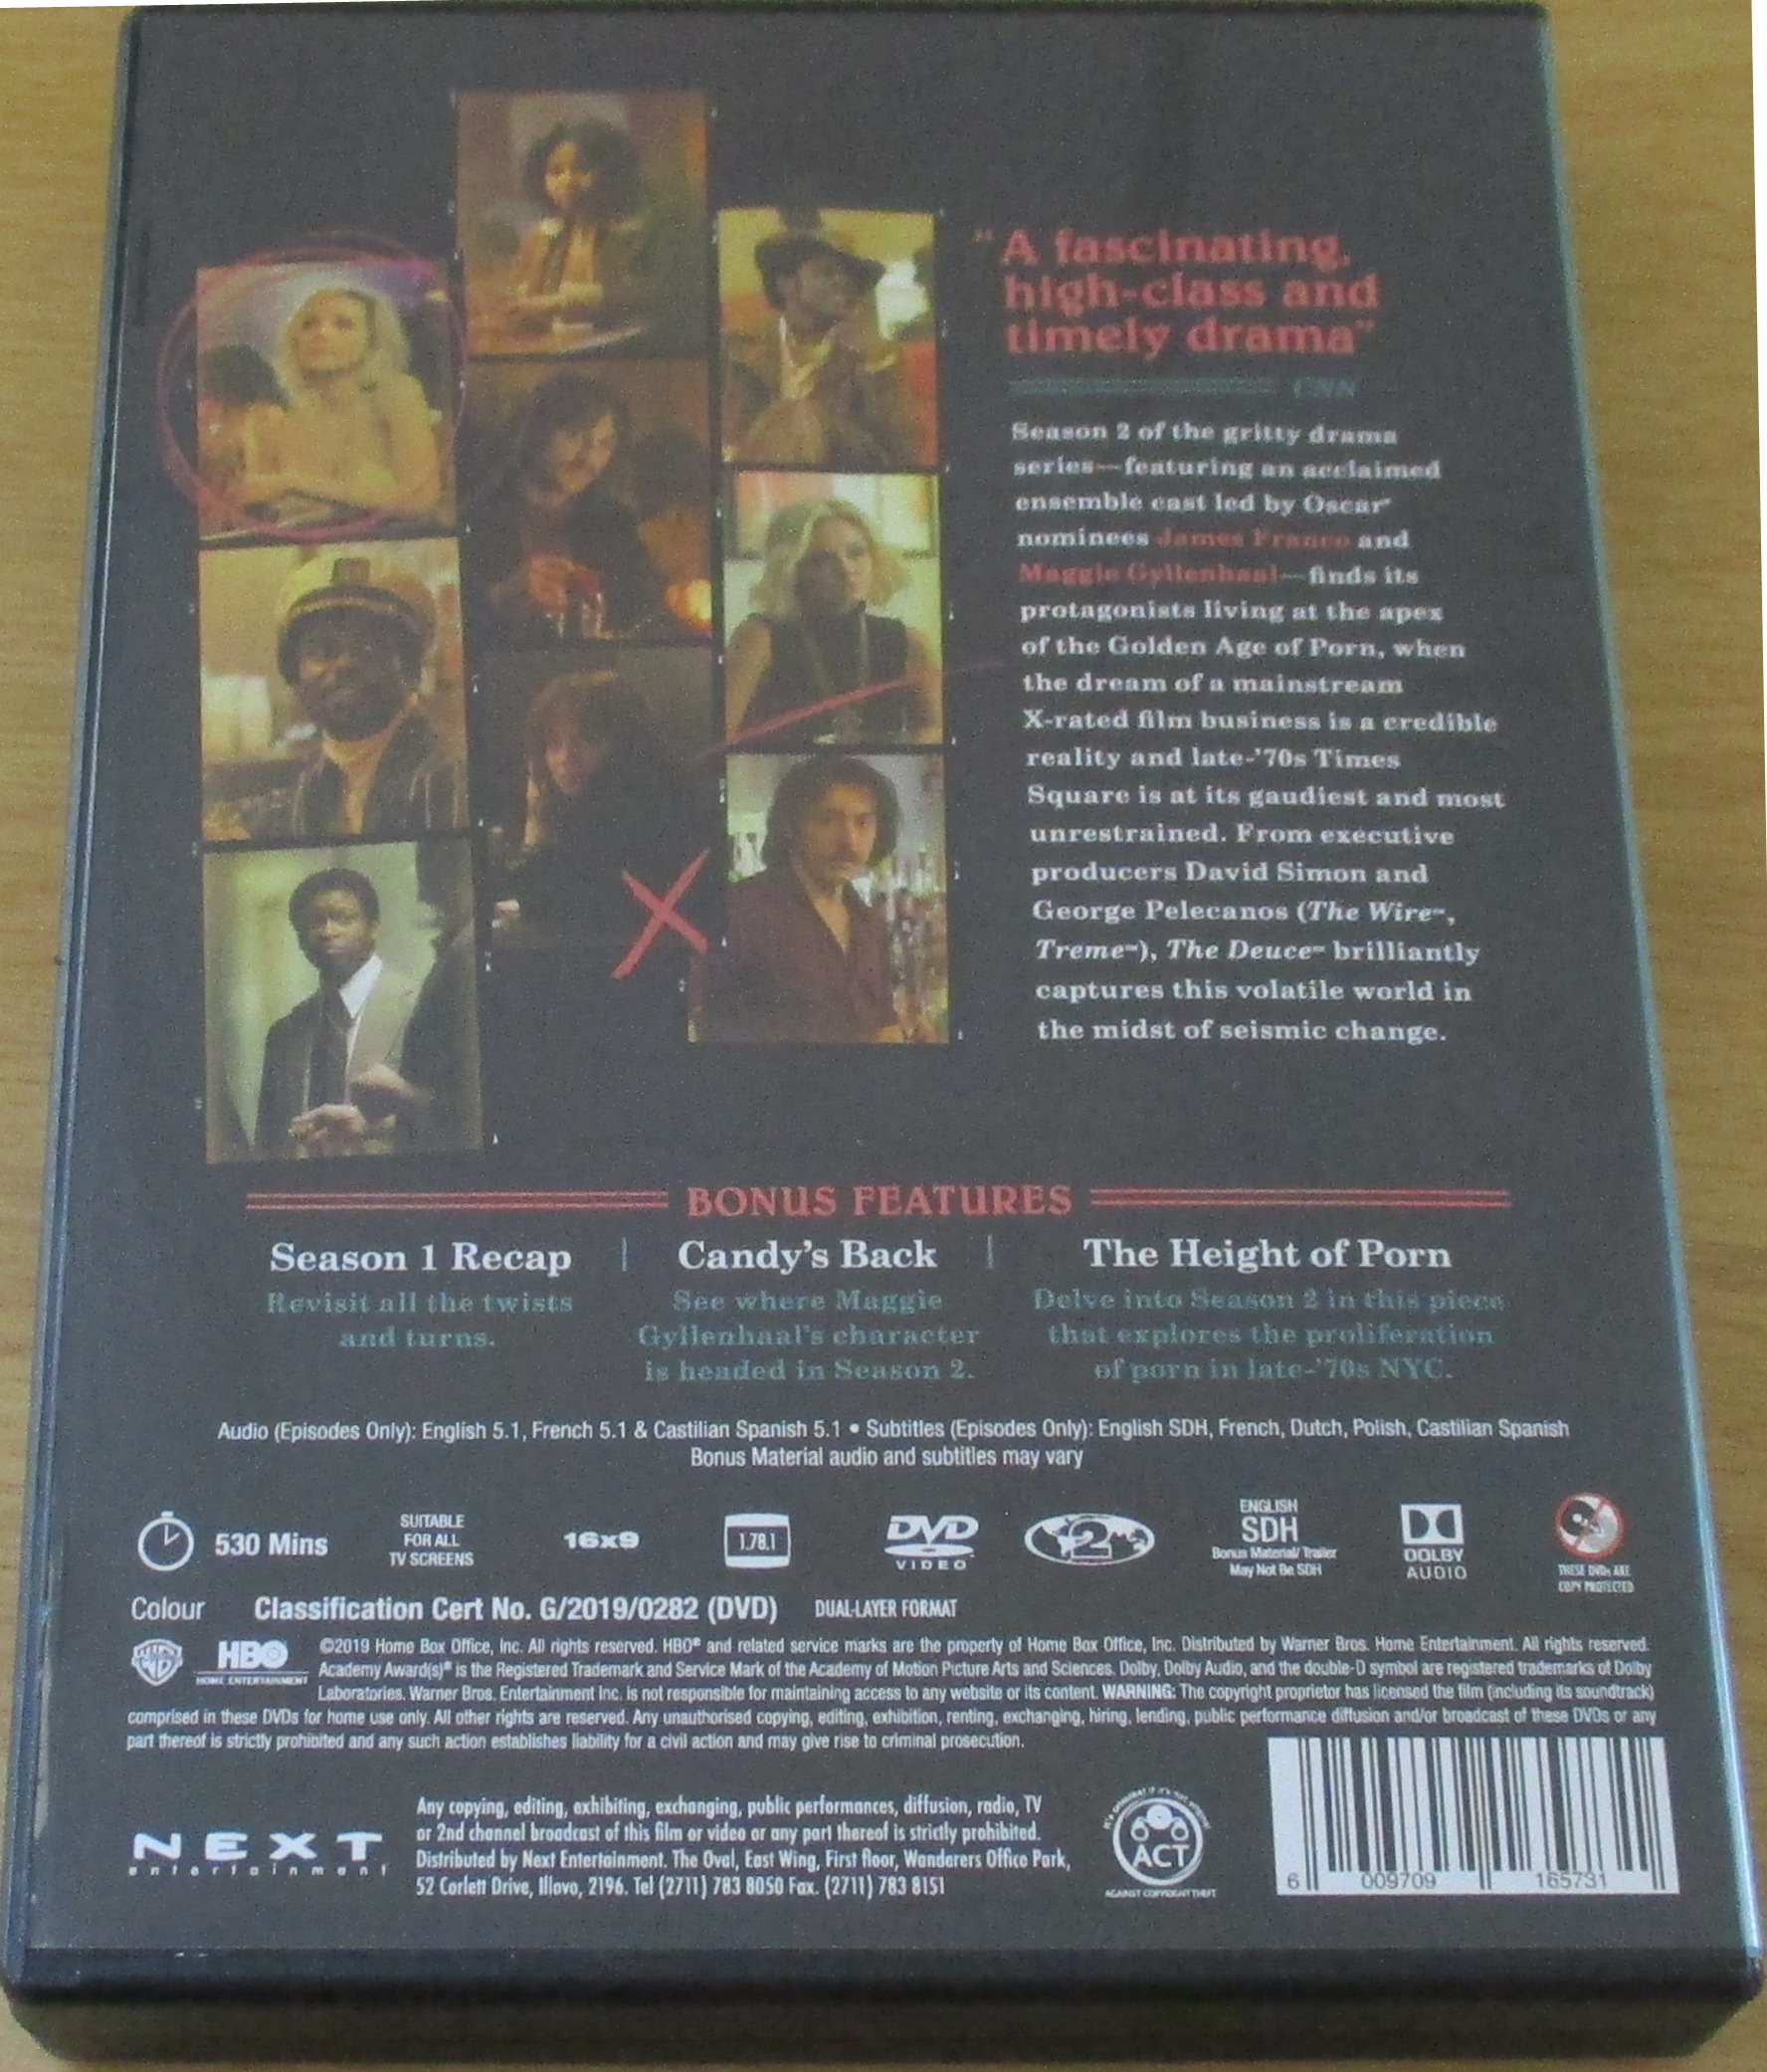 “A fascinating,
high-class and
timely drama”
CNN
Season 2 of the gritty drama
series—featuring an acclaimed
ensemble cast led by Oscar®
nominees James Franco and
Maggie Gyllenhaal—finds its
protagonists living at the apex
of the Golden Age of Porn, when
the dream of a mainstream
X-rated film business is a credible
reality and late-’70s Times
Square is at its gaudiest and most
unrestrained. From executive
producers David Simon and
George Pelecanos (The Wire™,
Treme™), The Deuce™ brilliantly
captures this volatile world in
the midst of seismic change.
BONUS FEATURES
Season 1 Recap | Candy’s Back | The Height of Porn
Revisit all the twists See where Maggie Delve into Season 2 in this piece
and turns. Gyllenhaal’s character that explores the proliferation
is headed in Season 2. of porn in late-’70s NYC.
Audio (Episodes Only): English 5.1, French 5.1 & Castilian Spanish 5.1 • Subtitles (Episodes Only): English SDH, French, Dutch, Polish, Castilian Spanish
Bonus Material audio and subtitles may vary
530 Mins
SUITABLE
FOR ALL
TV SCREENS
16x9
1.78.1
DVD
VIDEO
2
ENGLISH
SDH
Bonus Material/Trailer
May Not Be SDH
DOLBY
AUDIO
THESE DVDs ARE
COPY PROTECTED
Colour Classification Cert No. G/2019/0282 (DVD) DUAL-LAYER FORMAT
WB
HBO
HOME ENTERTAINMENT
©2019 Home Box Office, Inc. All rights reserved. HBO® and related service marks are the property of Home Box Office, Inc. Distributed by Warner Bros. Home Entertainment. All rights reserved.
Academy Award(s)® is the Registered Trademark and Service Mark of the Academy of Motion Picture Arts and Sciences. Dolby, Dolby Audio, and the double-D symbol are registered trademarks of Dolby
Laboratories. Warner Bros. Entertainment Inc. is not responsible for maintaining access to any website or its content. WARNING: The copyright proprietor has licensed the film (including its soundtrack)
comprised in these DVDs for home use only. All other rights are reserved. Any unauthorised copying, editing, exhibition, renting, exchanging, hiring, lending, public performance diffusion and/or broadcast of these DVDs or any
part thereof is strictly prohibited and any such action establishes liability for a civil action and may give rise to criminal prosecution.
NEXT
entertainment
Any copying, editing, exhibiting, exchanging, public performances, diffusion, radio, TV
or 2nd channel broadcast of this film or video or any part thereof is strictly prohibited.
Distributed by Next Entertainment. The Oval, East Wing, First floor, Wanderers Office Park,
52 Corlett Drive, Illovo, 2196. Tel (2711) 783 8050 Fax. (2711) 783 8151
ACT
AGAINST COPYRIGHT THEFT
6 009709 165731